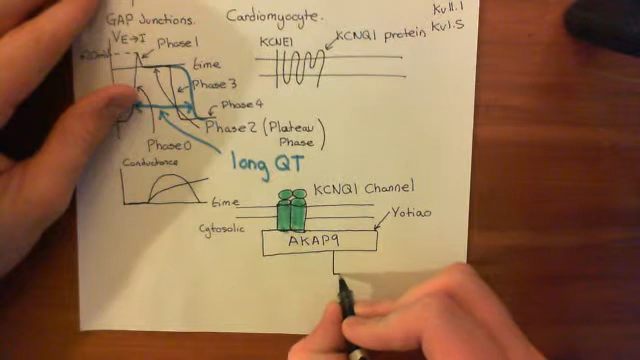 GAP Junctions.
Cardiomyocyte.
Kv11.1
Kv1.5
VE→I
Phase 1
KCNE1
KCNQ1 protein
time
Phase 3
Phase 4
Phase 2 (Plateau
Phase)
Phase 0
long QT
Conductance
time
KCNQ1 Channel
Cytosolic
Yotiao
AKAP9